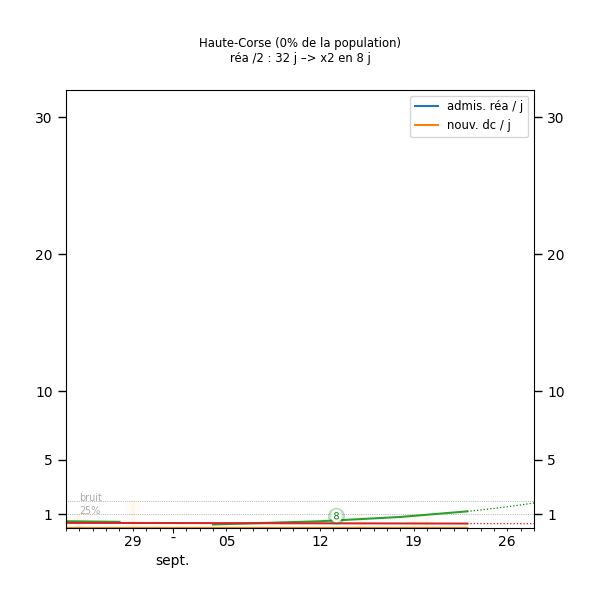 Haute-Corse (0% de la population)
réa /2 : 32 j –> x2 en 8 j
admis. réa / j
nouv. dc / j
30 30
20 20
10 10
5 5
bruit
25%
1 8 1
29 - 05 12 19 26
sept.